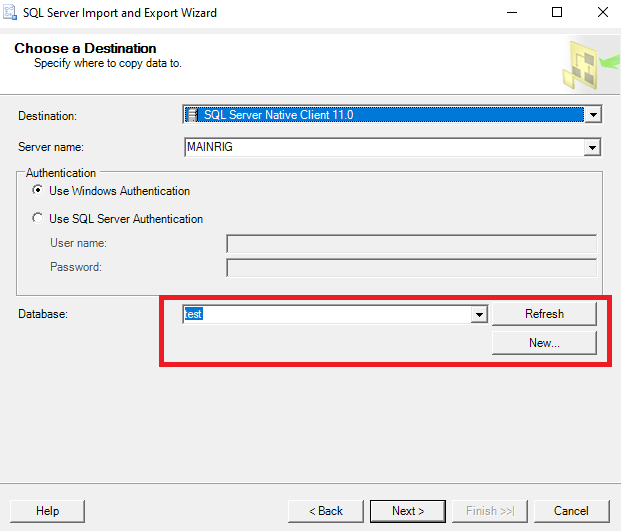 SQL Server Import and Export Wizard
Choose a Destination
Specify where to copy data to.
Destination:
SQL Server Native Client 11.0
Server name:
MAINRIG
Authentication
Use Windows Authentication
Use SQL Server Authentication
User name:
Password:
Database:
test
Refresh
New...
Help
< Back
Next >
Finish >>|
Cancel